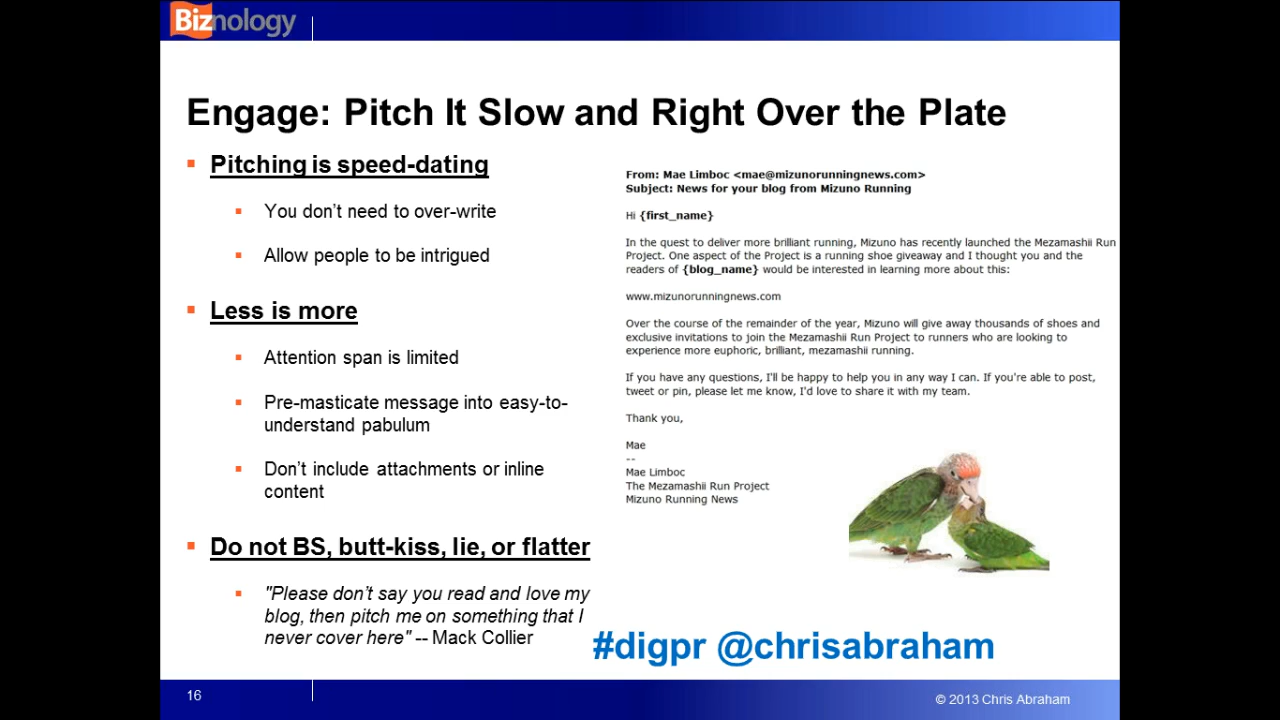 Biznology
Engage: Pitch It Slow and Right Over the Plate
Pitching is speed-dating
You don’t need to over-write
Allow people to be intrigued
Less is more
Attention span is limited
Pre-masticate message into easy-to-
understand pabulum
Don’t include attachments or inline
content
Do not BS, butt-kiss, lie, or flatter
"Please don’t say you read and love my
blog, then pitch me on something that I
never cover here" -- Mack Collier
From: Mae Limboc <mae@mizunorunningnews.com>
Subject: News for your blog from Mizuno Running
Hi {first_name}
In the quest to deliver more brilliant running, Mizuno has recently launched the Mezamashii Run
Project. One aspect of the Project is a running shoe giveaway and I thought you and the
readers of {blog_name} would be interested in learning more about this:
www.mizunorunningnews.com
Over the course of the remainder of the year, Mizuno will give away thousands of shoes and
exclusive invitations to join the Mezamashii Run Project to runners who are looking to
experience more euphoric, brilliant, mezamashii running.
If you have any questions, I'll be happy to help you in any way I can. If you're able to post,
tweet or pin, please let me know, I'd love to share it with my team.
Thank you,
Mae
--
Mae Limboc
The Mezamashii Run Project
Mizuno Running News
#digpr @chrisabraham
16
© 2013 Chris Abraham